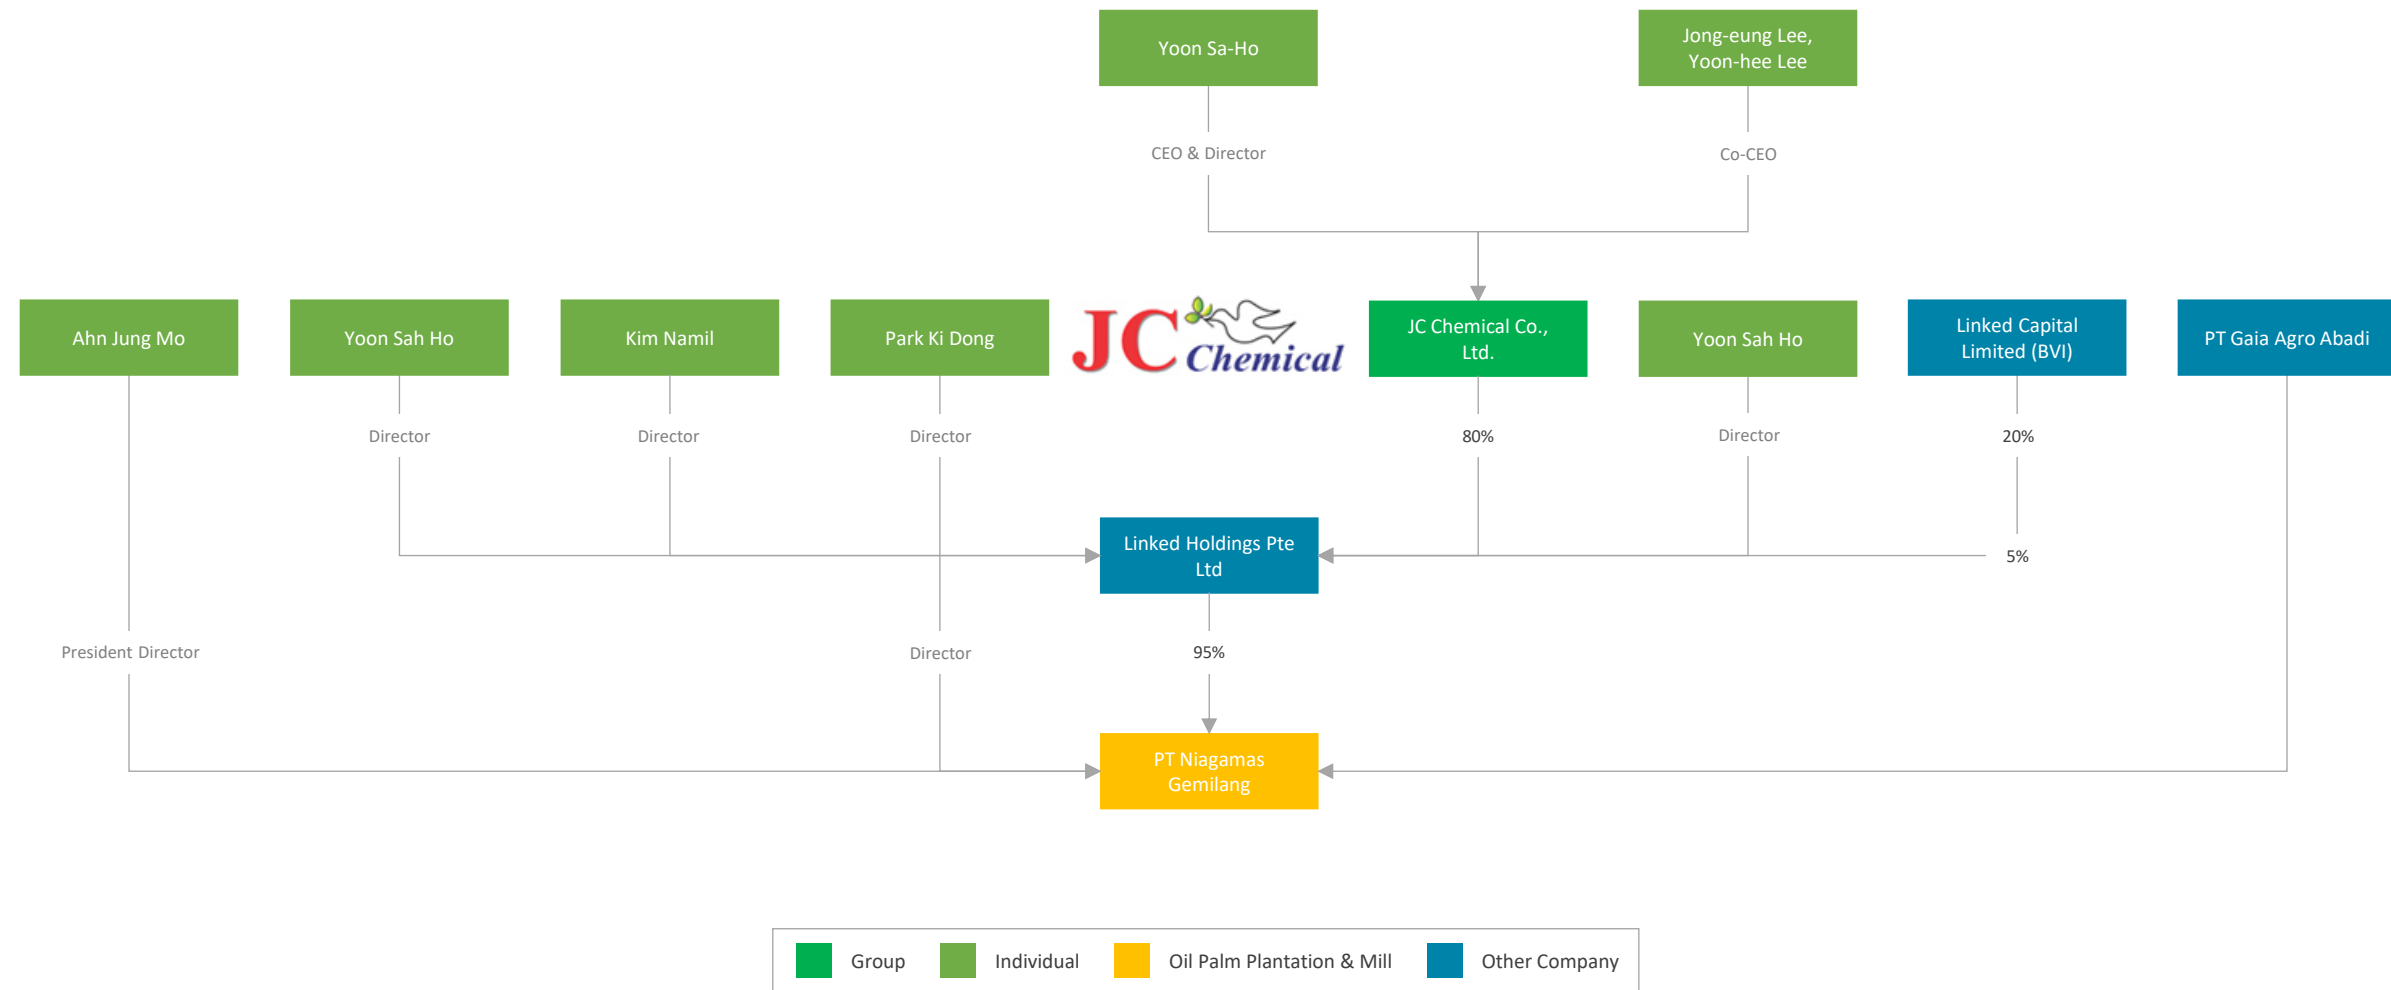 Yoon Sa-Ho
Jong-eung Lee,
Yoon-hee Lee
CEO & Director
Co-CEO
Ahn Jung Mo
Yoon Sah Ho
Kim Namil
Park Ki Dong
JC Chemical
JC Chemical Co.,
Ltd.
Yoon Sah Ho
Linked Capital
Limited (BVI)
PT Gaia Agro Abadi
Director
Director
Director
80%
Director
20%
Linked Holdings Pte
Ltd
5%
President Director
Director
95%
PT Niagamas
Gemilang
Group
Individual
Oil Palm Plantation & Mill
Other Company